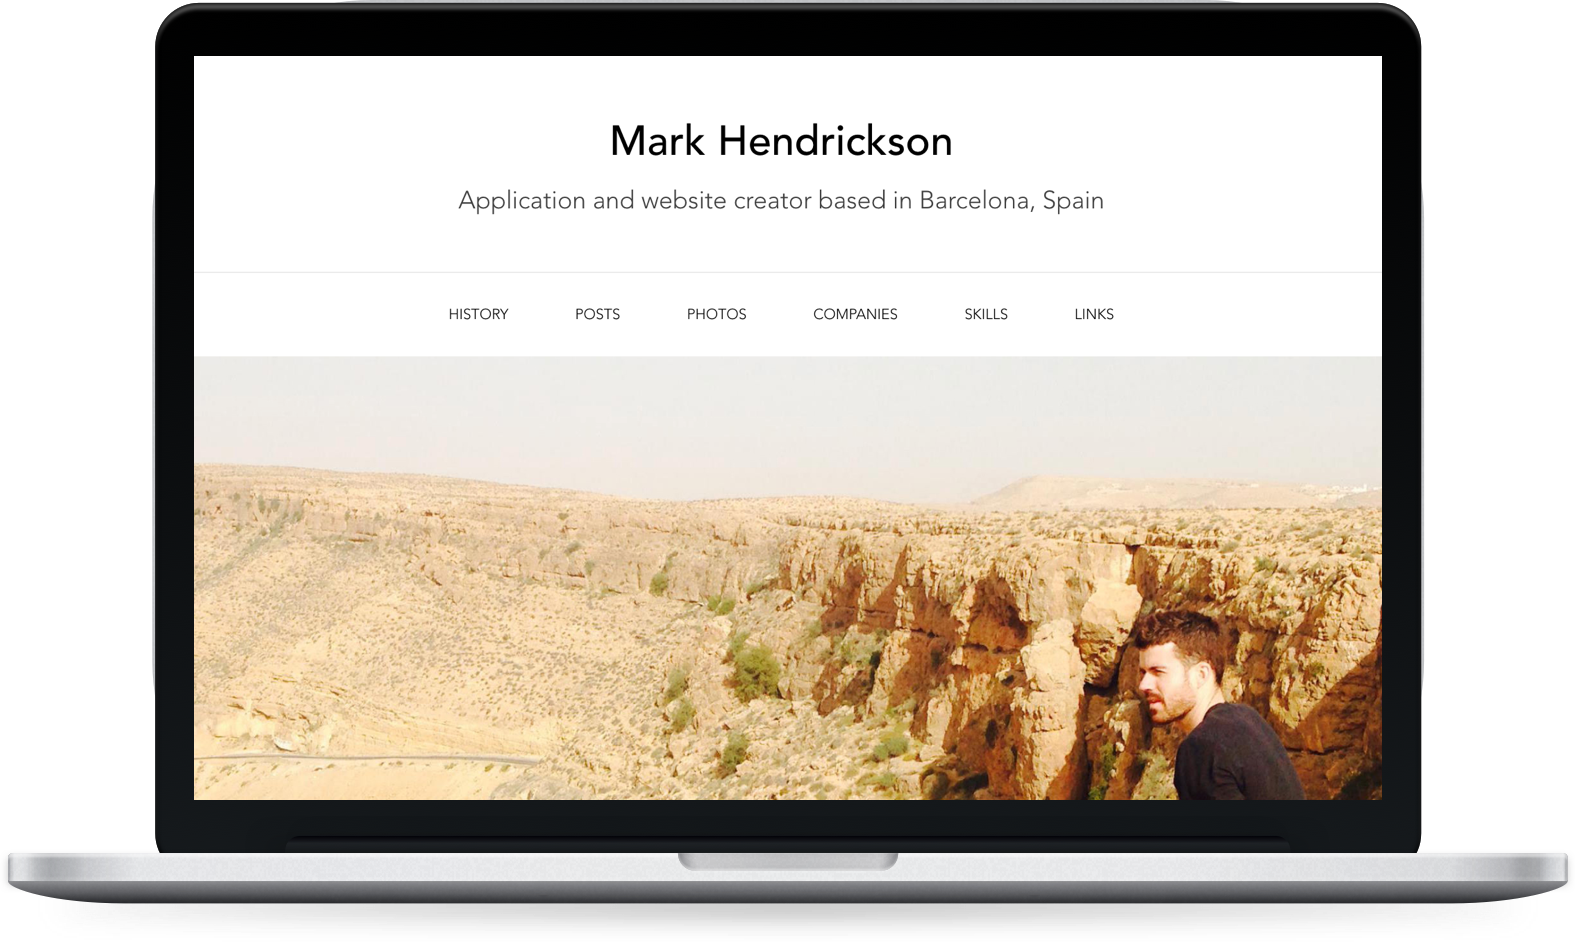 Mark Hendrickson
Application and website creator based in Barcelona, Spain
HISTORY POSTS PHOTOS COMPANIES SKILLS LINKS